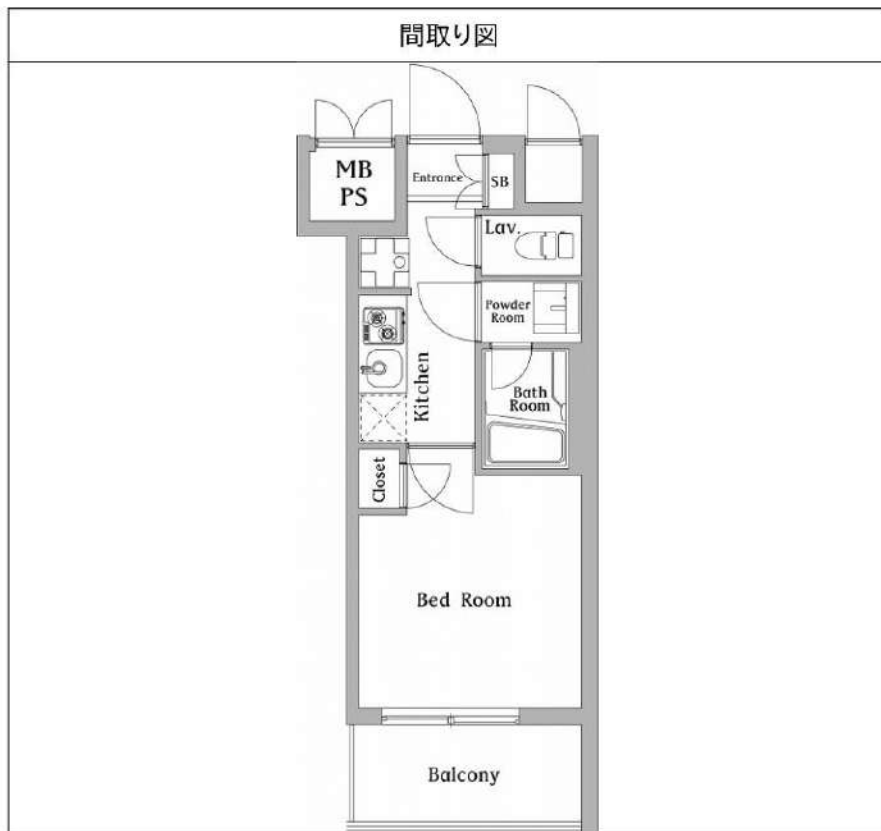 間取り図
MB
PS
Entrance
SB
Lav.
Powder
Room
Kitchen
Bath
Room
Closet
Bed Room
Balcony